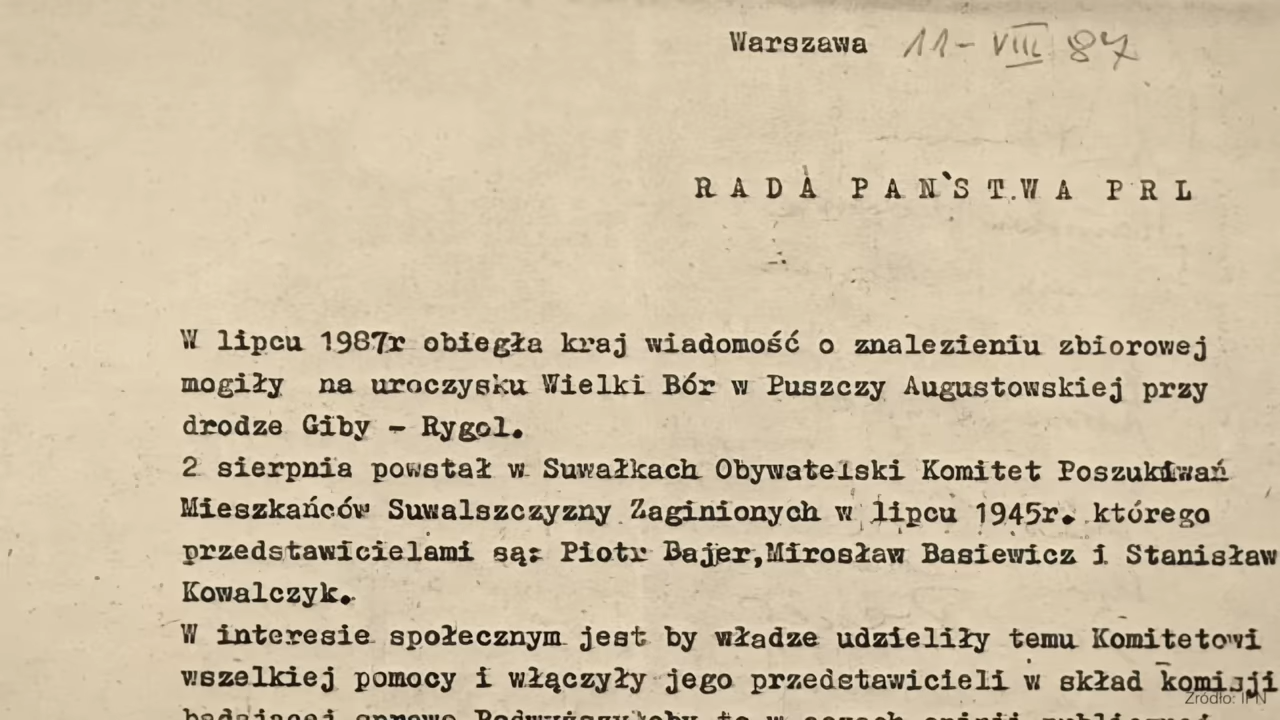 Warszawa 11-VIII 87
RADA PAŃSTWA PRL
W lipcu 1987r obiegła kraj wiadomość o znalezieniu zbiorowej
mogiły na uroczysku Wielki Bór w Puszczy Augustowskiej przy
drodze Giby - Rygol.
2 sierpnia powstał w Suwałkach Obywatelski Komitet Poszukiwań
Mieszkańców Suwalszczyzny Zaginionych w lipcu 1945r. którego
przedstawicielami są: Piotr Bajer,Mirosław Basiewicz i Stanisław
Kowalczyk.
W interesie społecznym jest by władze udzieliły temu Komitetowi
wszelkiej pomocy i włączyły jego przedstawicieli w skład komisji
Źródło: IPN